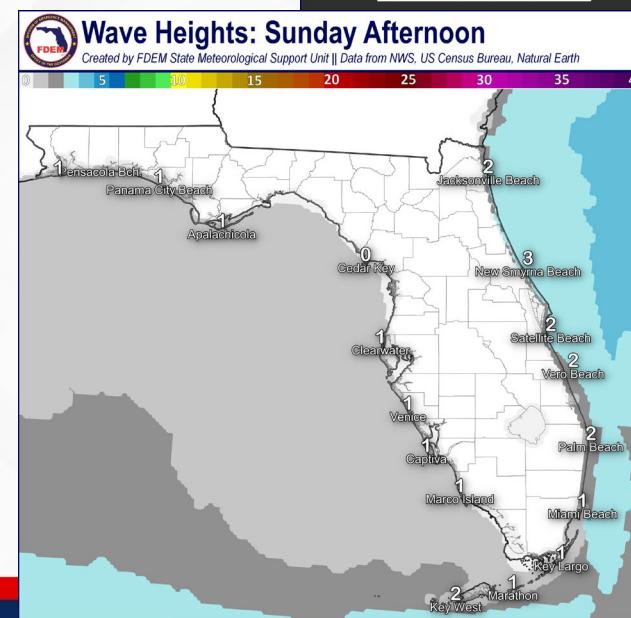 Wave Heights: Sunday Afternoon
Created by FDEM State Meteorological Support Unit || Data from NWS, US Census Bureau, Natural Earth
FDEM
0 5 10 15 20 25 30 35
1
Pensacola Bch
1
Panama City Beach
1
Apalachicola
2
Jacksonville Beach
0
Cedar Key
3
New Smyrna Beach
2
Satellite Beach
1
Clearwater
2
Vero Beach
1
Venice
2
Palm Beach
1
Captiva
1
Marco Island
1
Miami Beach
1
Key Largo
1
Marathon
2
Key West